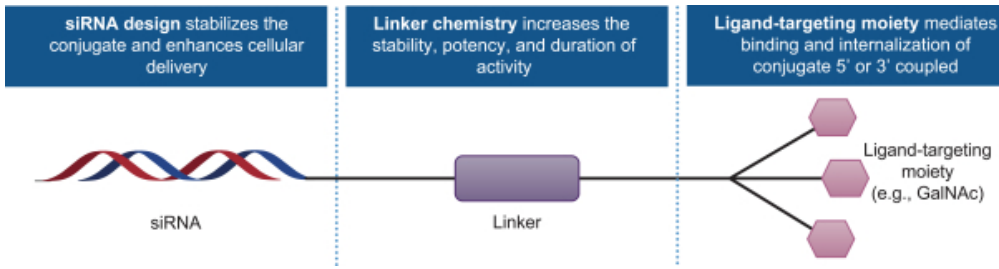 siRNA design stabilizes the
conjugate and enhances cellular
delivery
Linker chemistry increases the
stability, potency, and duration of
activity
Ligand-targeting moiety mediates
binding and internalization of
conjugate 5’ or 3’ coupled
siRNA
Linker
Ligand-targeting
moiety
(e.g., GalNAc)